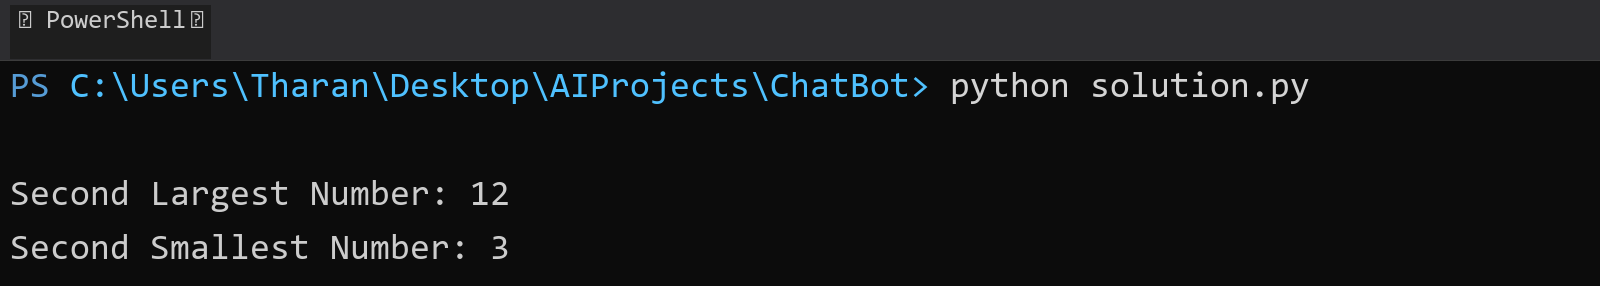 PowerShell
PS C:\Users\Tharan\Desktop\AIProjects\ChatBot> python solution.py
Second Largest Number: 12
Second Smallest Number: 3